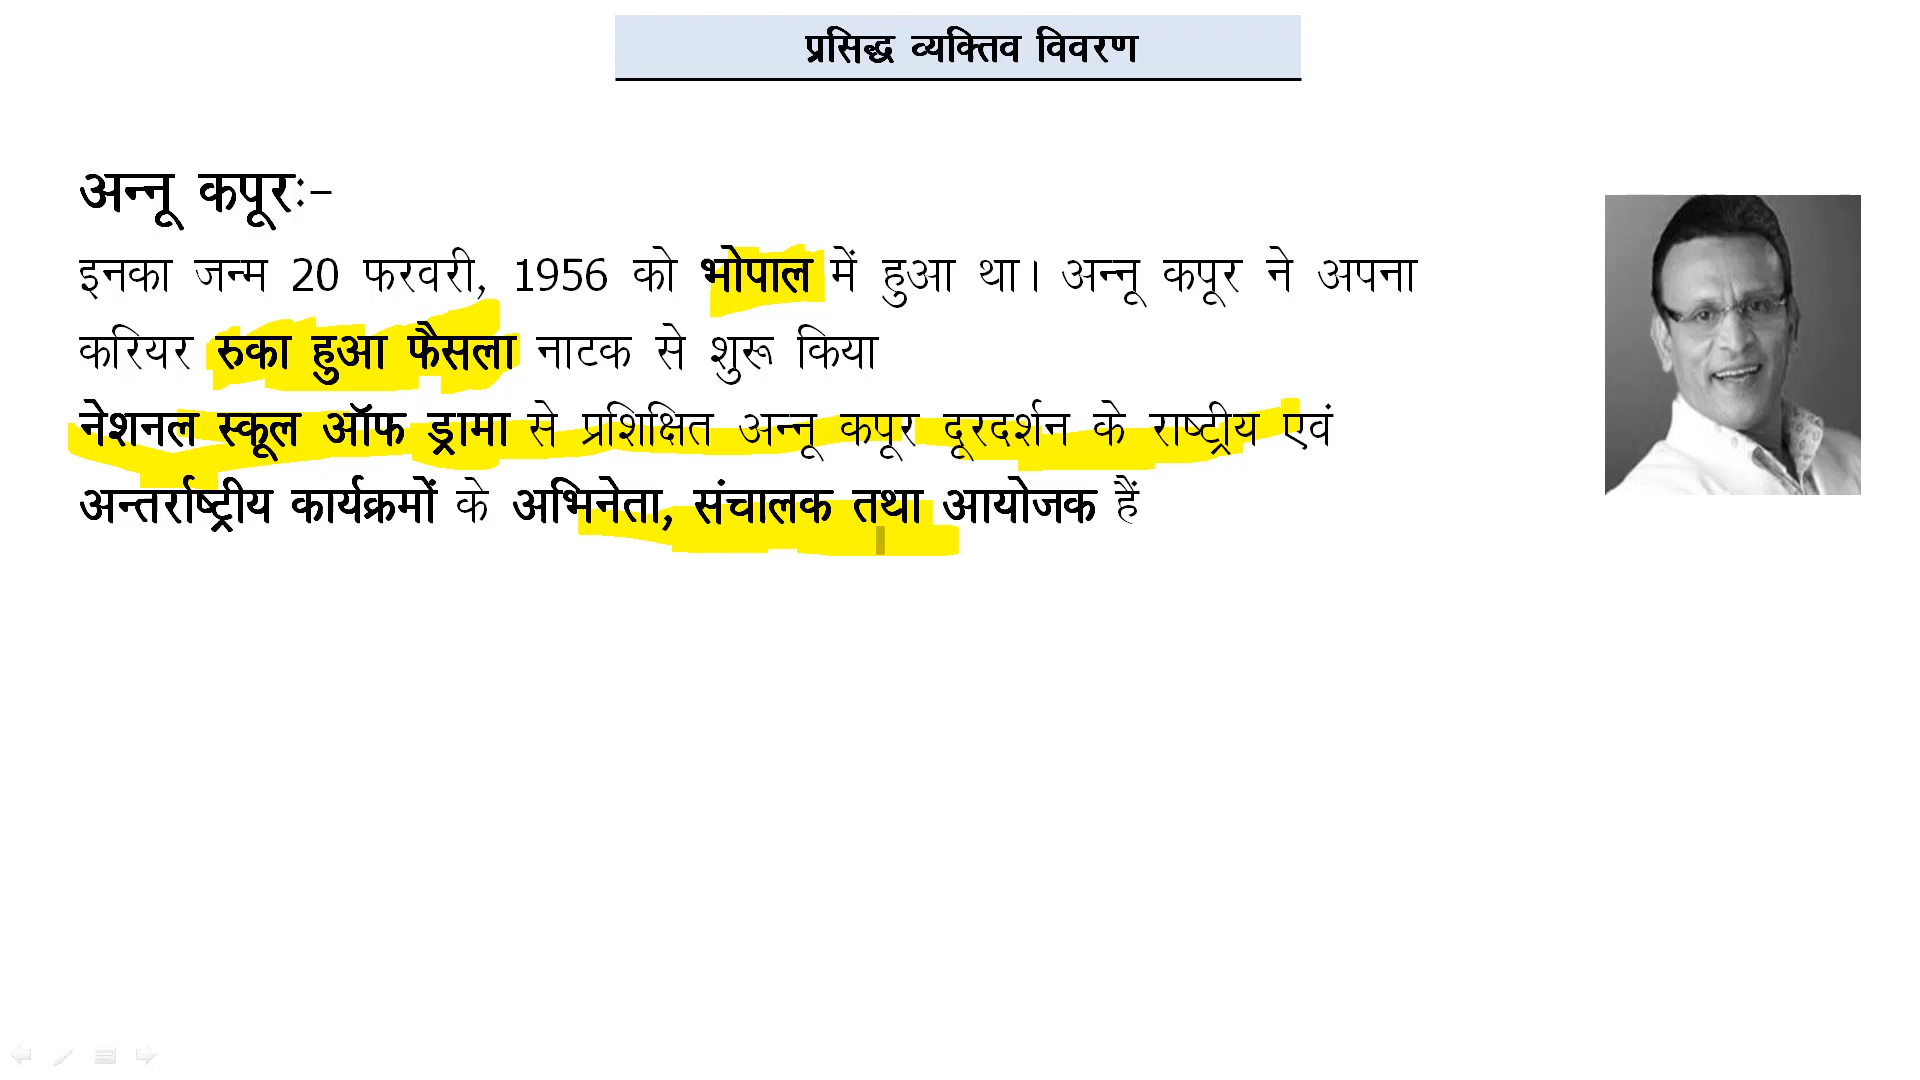 प्रसिद्ध व्यक्तिव विवरण
अन्नू कपूरः–
इनका जन्म 20 फरवरी, 1956 को भोपाल में हुआ था। अन्नू कपूर ने अपना
करियर रुका हुआ फैसला नाटक से शुरू किया
नेशनल स्कूल ऑफ ड्रामा से प्रशिक्षित अन्नू कपूर दूरदर्शन के राष्ट्रीय एवं
अन्तर्राष्ट्रीय कार्यक्रमों के अभिनेता, संचालक तथा आयोजक हैं